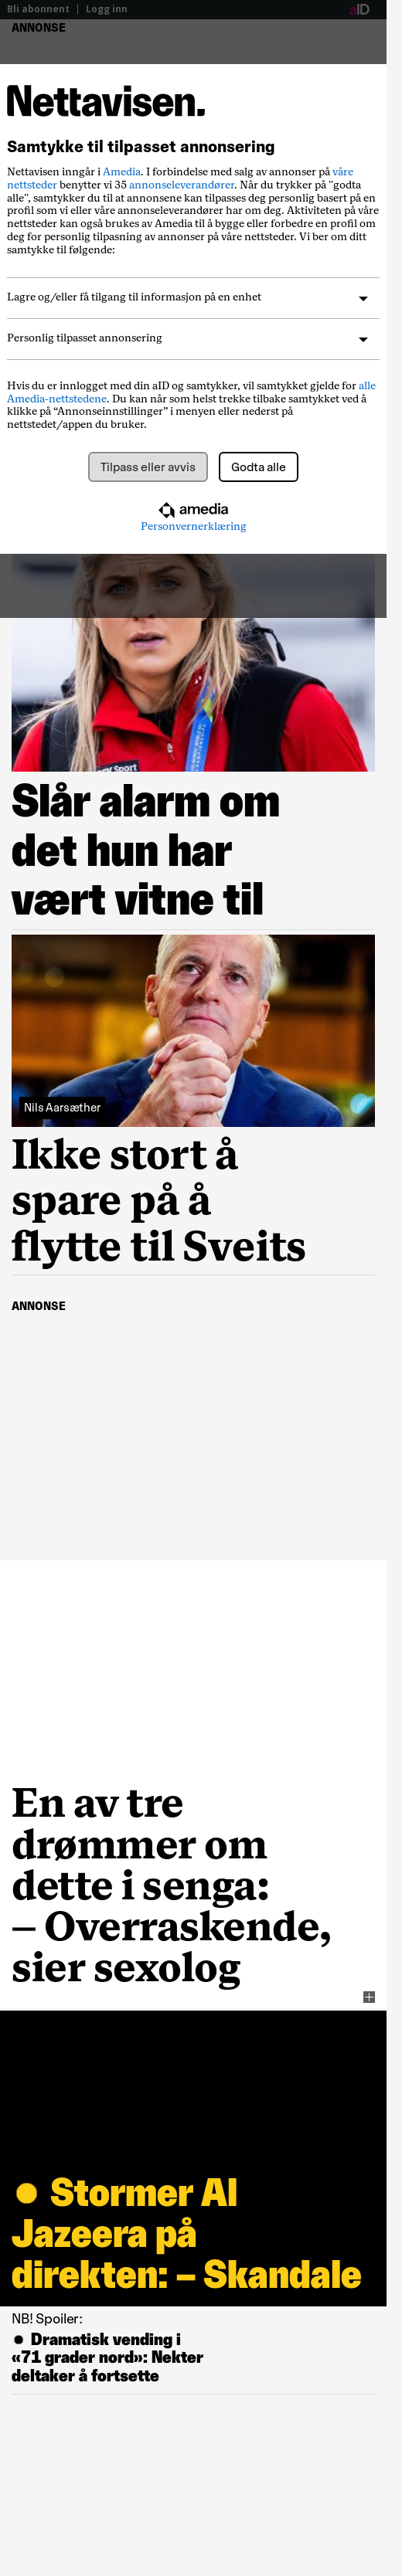 Bli abonnent | Logg inn
aID
ANNONSE
Nettavisen.
Samtykke til tilpasset annonsering
Nettavisen inngår i Amedia. I forbindelse med salg av annonser på våre
nettsteder benytter vi 35 annonseleverandører. Når du trykker på "godta
alle", samtykker du til at annonsene kan tilpasses deg personlig basert på en
profil som vi eller våre annonseleverandører har om deg. Aktiviteten på våre
nettsteder kan også brukes av Amedia til å bygge eller forbedre en profil om
deg for personlig tilpasning av annonser på våre nettsteder. Vi ber om ditt
samtykke til følgende:
Lagre og/eller få tilgang til informasjon på en enhet
Personlig tilpasset annonsering
Hvis du er innlogget med din aID og samtykker, vil samtykket gjelde for alle
Amedia-nettstedene. Du kan når som helst trekke tilbake samtykket ved å
klikke på “Annonseinnstillinger” i menyen eller nederst på
nettstedet/appen du bruker.
Tilpass eller avvis
Godta alle
amedia
Personvernerklæring
Sport
Slår alarm om
det hun har
vært vitne til
Nils Aarsæther
Ikke stort å
spare på å
flytte til Sveits
ANNONSE
En av tre
drømmer om
dette i senga:
– Overraskende,
sier sexolog
● Stormer Al
Jazeera på
direkten: – Skandale
NB! Spoiler:
● Dramatisk vending i
«71 grader nord»: Nekter
deltaker å fortsette